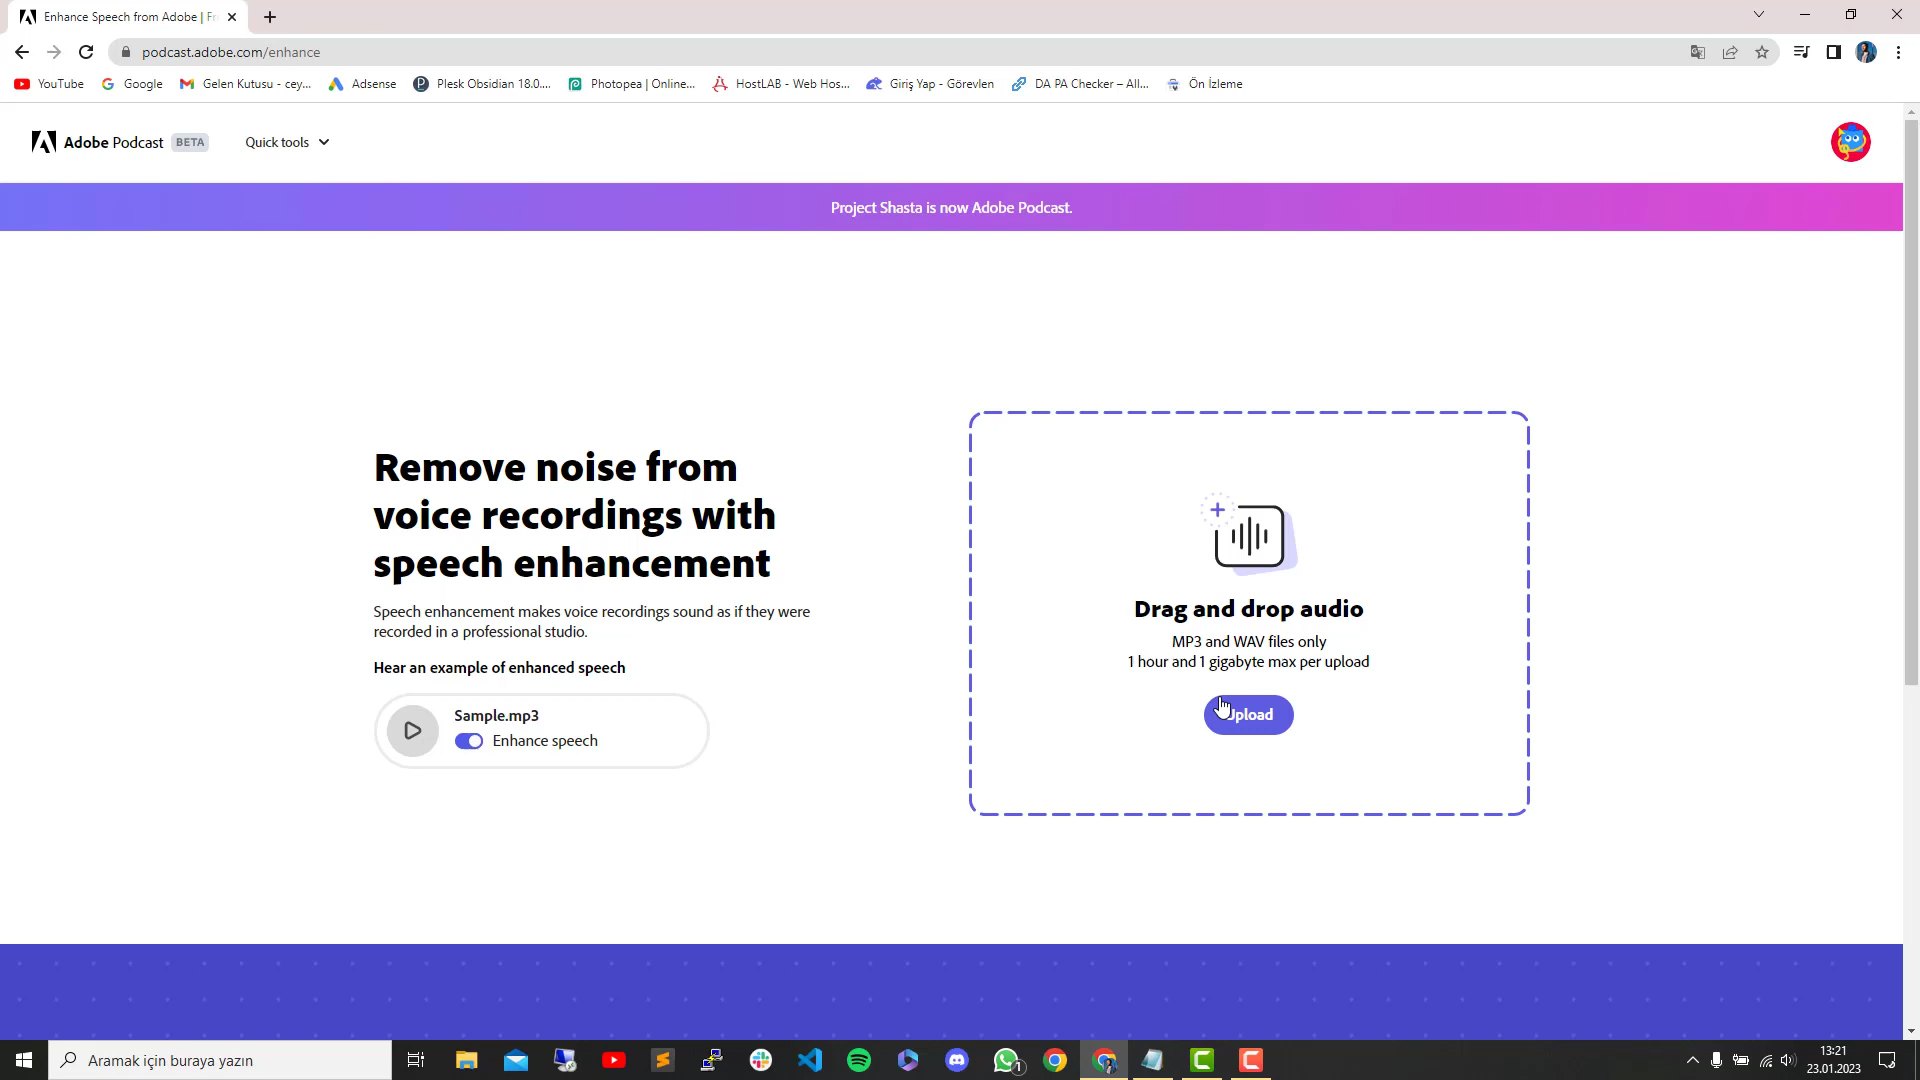 Enhance Speech from Adobe | Fr
podcast.adobe.com/enhance
YouTube
Google
Gelen Kutusu - cey...
Adsense
Plesk Obsidian 18.0....
Photopea | Online...
HostLAB - Web Hos...
Giriş Yap - Görevlen
DA PA Checker – All...
Ön İzleme
Adobe Podcast BETA
Quick tools
Project Shasta is now Adobe Podcast.
Remove noise from
voice recordings with
speech enhancement
Speech enhancement makes voice recordings sound as if they were
recorded in a professional studio.
Hear an example of enhanced speech
Sample.mp3
Enhance speech
Drag and drop audio
MP3 and WAV files only
1 hour and 1 gigabyte max per upload
Upload
Aramak için buraya yazın
1
13:21
23.01.2023